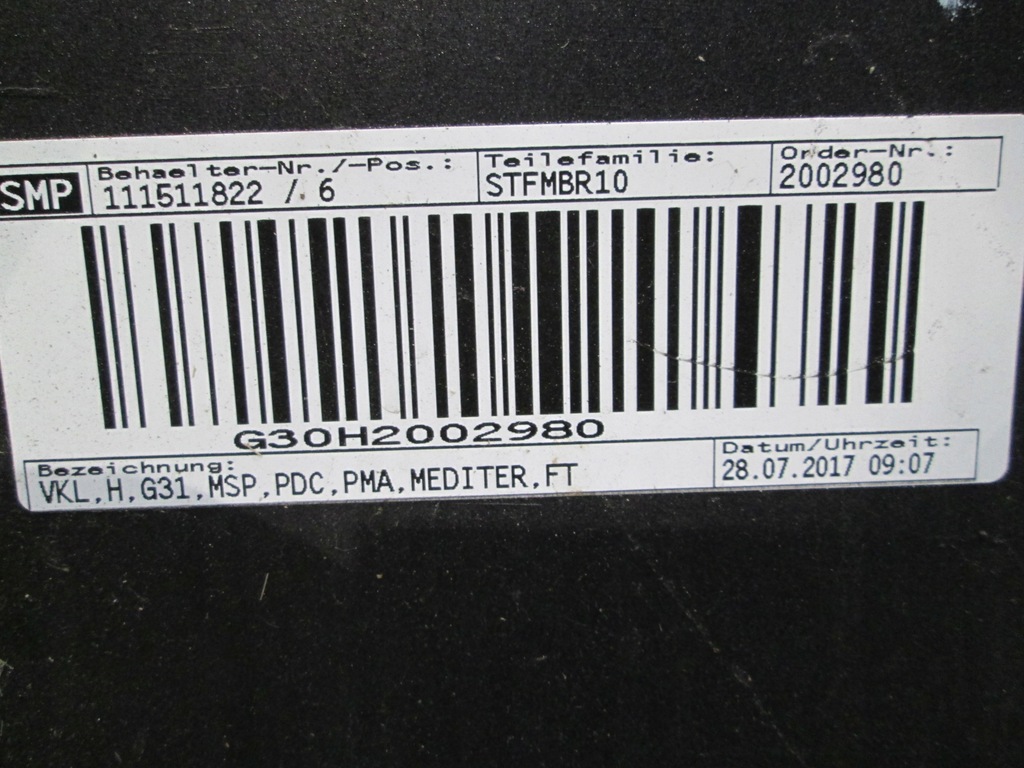 SMP Behaelter-Nr./-Pos.: Teilefamilie: Order-Nr.:
111511822 / 6 STFMBR10 2002980
G30H2002980
Bezeichnung: Datum/Uhrzeit:
VKL,H,G31,MSP,PDC,PMA,MEDITER,FT 28.07.2017 09:07